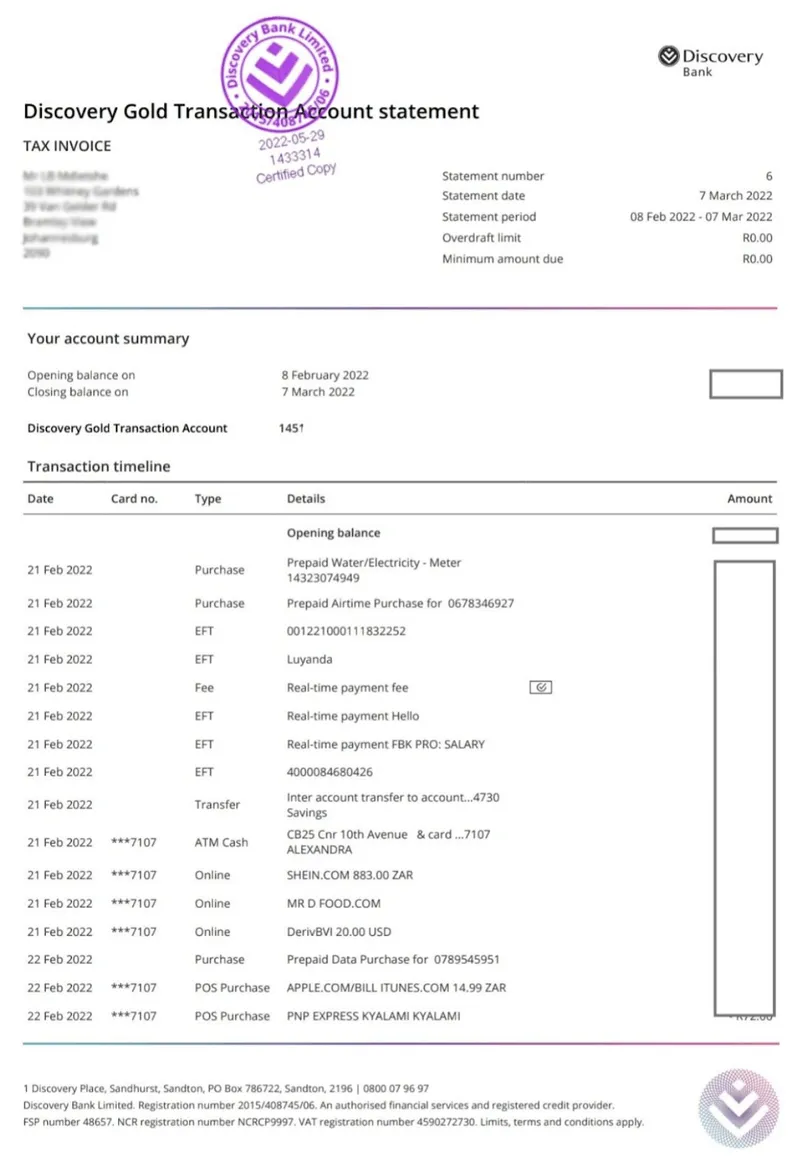 Discovery Bank Limited
2015/408745/06
Discovery
Bank
Discovery Gold Transaction Account statement
TAX INVOICE
2022-05-29
1433314
Certified Copy
Statement number 6
Statement date 7 March 2022
Statement period 08 Feb 2022 - 07 Mar 2022
Overdraft limit R0.00
Minimum amount due R0.00
Your account summary
Opening balance on 8 February 2022
Closing balance on 7 March 2022
Discovery Gold Transaction Account 1451
Transaction timeline
Date Card no. Type Details Amount
Opening balance
21 Feb 2022 Purchase Prepaid Water/Electricity - Meter
14323074949
21 Feb 2022 Purchase Prepaid Airtime Purchase for 0678346927
21 Feb 2022 EFT 001221000111832252
21 Feb 2022 EFT Luyanda
21 Feb 2022 Fee Real-time payment fee
21 Feb 2022 EFT Real-time payment Hello
21 Feb 2022 EFT Real-time payment FBK PRO: SALARY
21 Feb 2022 EFT 4000084680426
21 Feb 2022 Transfer Inter account transfer to account...4730
Savings
21 Feb 2022 ***7107 ATM Cash CB25 Cnr 10th Avenue & card ...7107
ALEXANDRA
21 Feb 2022 ***7107 Online SHEIN.COM 883.00 ZAR
21 Feb 2022 ***7107 Online MR D FOOD.COM
21 Feb 2022 ***7107 Online DerivBVI 20.00 USD
22 Feb 2022 Purchase Prepaid Data Purchase for 0789545951
22 Feb 2022 ***7107 POS Purchase APPLE.COM/BILL ITUNES.COM 14.99 ZAR
22 Feb 2022 ***7107 POS Purchase PNP EXPRESS KYALAMI KYALAMI
1 Discovery Place, Sandhurst, Sandton, PO Box 786722, Sandton, 2196 | 0800 07 96 97
Discovery Bank Limited. Registration number 2015/408745/06. An authorised financial services and registered credit provider.
FSP number 48657. NCR registration number NCRCP9997. VAT registration number 4590272730. Limits, terms and conditions apply.